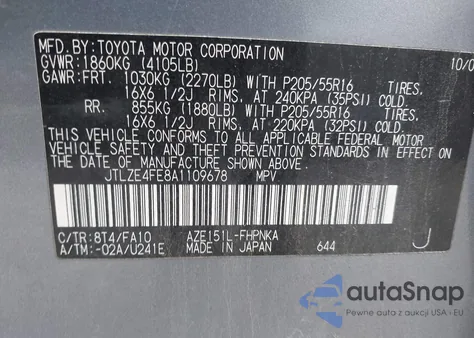 MFD. BY: TOYOTA MOTOR CORPORATION 10/0
GVWR: 1860KG (4105LB)
GAWR: FRT. 1030KG (2270LB) WITH P205/55R16 TIRES.
16X6 1/2J RIMS, AT 240KPA (35PSI) COLD.
RR. 855KG (1880LB) WITH P205/55R16 TIRES.
16X6 1/2J RIMS, AT 220KPA (32PSI) COLD.
THIS VEHICLE CONFORMS TO ALL APPLICABLE FEDERAL MOTOR
VEHICLE SAFETY AND THEFT PREVENTION STANDARDS IN
EFFECT ON THE DATE OF MANUFACTURE SHOWN ABOVE.
JTLZE4FE8A1109678 MPV
C/TR: 8T4/FA10 AZE151L-FHPNKA
A/TM: -02A/U241E MADE IN JAPAN 644 J
autoSnap
Pewne auta z aukcji USA i EU